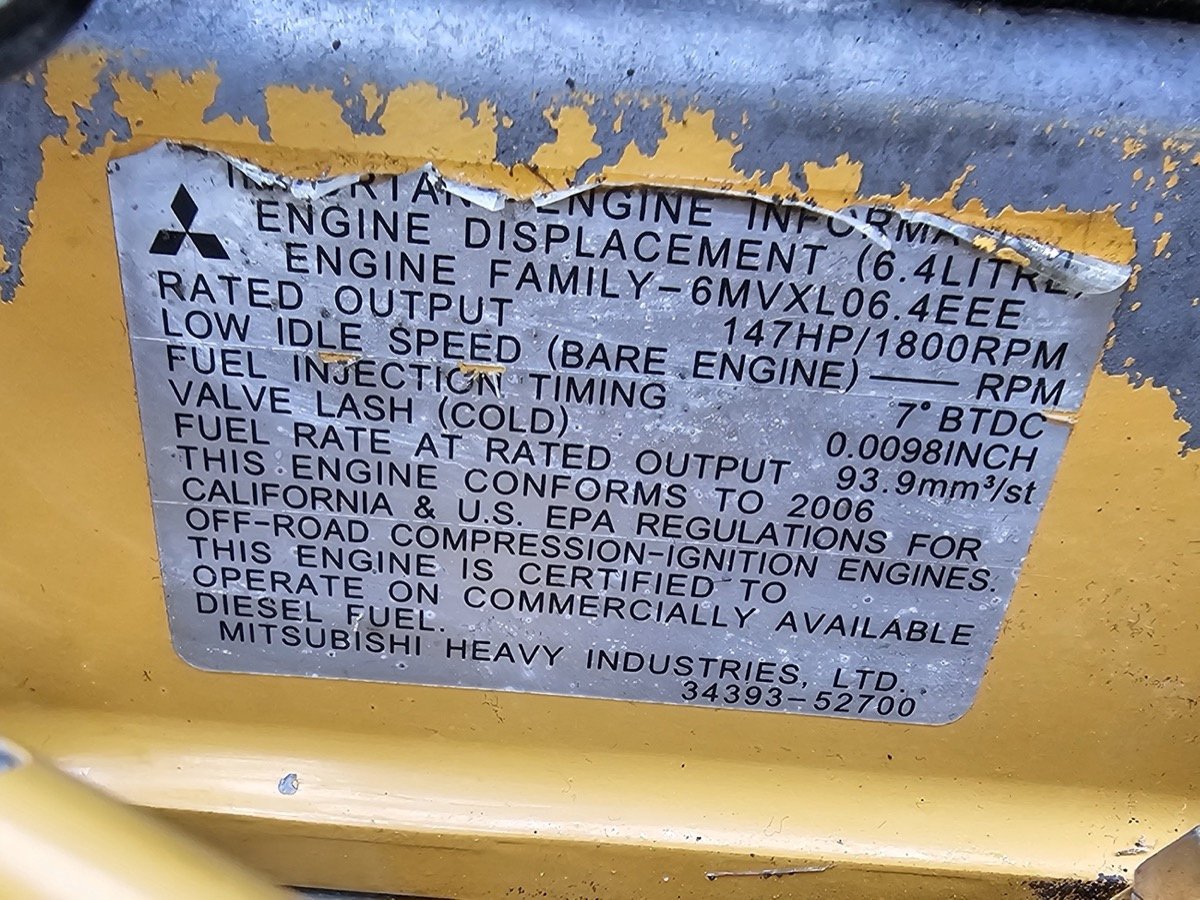 ENGINE INFORMA
ENGINE DISPLACEMENT (6.4LITRE)
ENGINE FAMILY-6MVXL06.4EEE
RATED OUTPUT 147HP/1800RPM
LOW IDLE SPEED (BARE ENGINE) —— RPM
FUEL INJECTION TIMING 7° BTDC
VALVE LASH (COLD) 0.0098INCH
FUEL RATE AT RATED OUTPUT 93.9mm³/st
THIS ENGINE CONFORMS TO 2006
CALIFORNIA & U.S. EPA REGULATIONS FOR
OFF-ROAD COMPRESSION-IGNITION ENGINES.
THIS ENGINE IS CERTIFIED TO
OPERATE ON COMMERCIALLY AVAILABLE
DIESEL FUEL.
MITSUBISHI HEAVY INDUSTRIES, LTD.
34393-52700